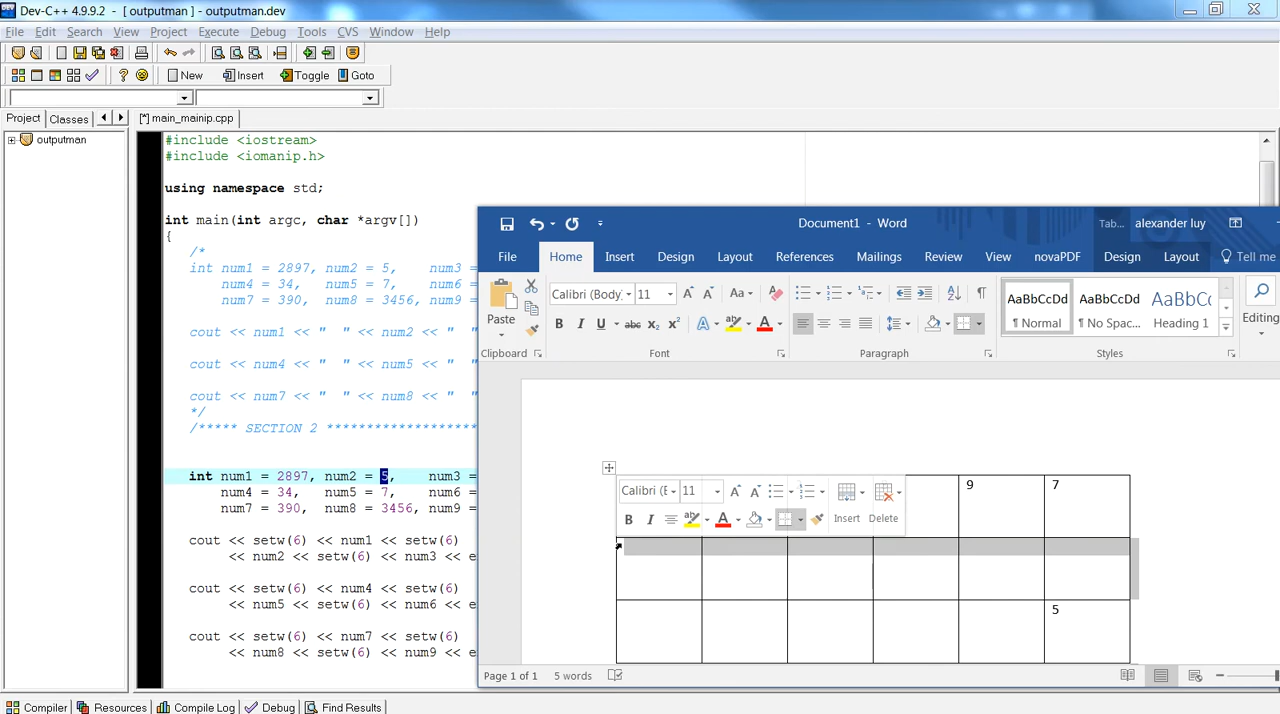 Dev-C++ 4.9.9.2 - [ outputman ] - outputman.dev
File Edit Search View Project Execute Debug Tools CVS Window Help
New Insert Toggle Goto
Project Classes [*] main_mainip.cpp
outputman
#include <iostream>
#include <iomanip.h>
using namespace std;
int main(int argc, char *argv[])
{
/*
int num1 = 2897, num2 = 5, num3 =
num4 = 34, num5 = 7, num6 =
num7 = 390, num8 = 3456, num9 =
cout << num1 << " " << num2 << " "
cout << num4 << " " << num5 << "
cout << num7 << " " << num8 << " "
*/
/***** SECTION 2 *******************
int num1 = 2897, num2 = 5, num3 =
num4 = 34, num5 = 7, num6 =
num7 = 390, num8 = 3456, num9 =
cout << setw(6) << num1 << setw(6)
<< num2 << setw(6) << num3 << e
cout << setw(6) << num4 << setw(6)
<< num5 << setw(6) << num6 << e
cout << setw(6) << num7 << setw(6)
<< num8 << setw(6) << num9 << e
Compiler Resources Compile Log Debug Find Results
Document1 - Word Tab... alexander luy
File Home Insert Design Layout References Mailings Review View novaPDF Design Layout Tell me
Paste Calibri (Body) 11 Aa AaBbCcDd AaBbCcDd AaBbCc Editing
B I U abc x2 x2 A A ¶ Normal ¶ No Spac... Heading 1
Clipboard Font Paragraph Styles
Calibri (E 11 A A Insert Delete
B I A
9 7
5
Page 1 of 1 5 words